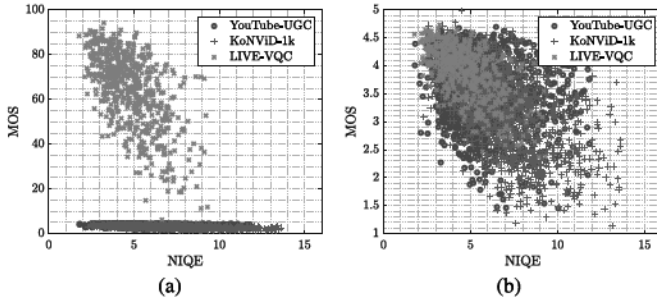 100
80
60
40
20
0
MOS
0
5
10
15
NIQE
YouTube-UGC
KoNViD-1k
LIVE-VQC
(a)
5
4.5
4
3.5
3
2.5
2
1.5
1
MOS
0
5
10
15
NIQE
YouTube-UGC
KoNViD-1k
LIVE-VQC
(b)